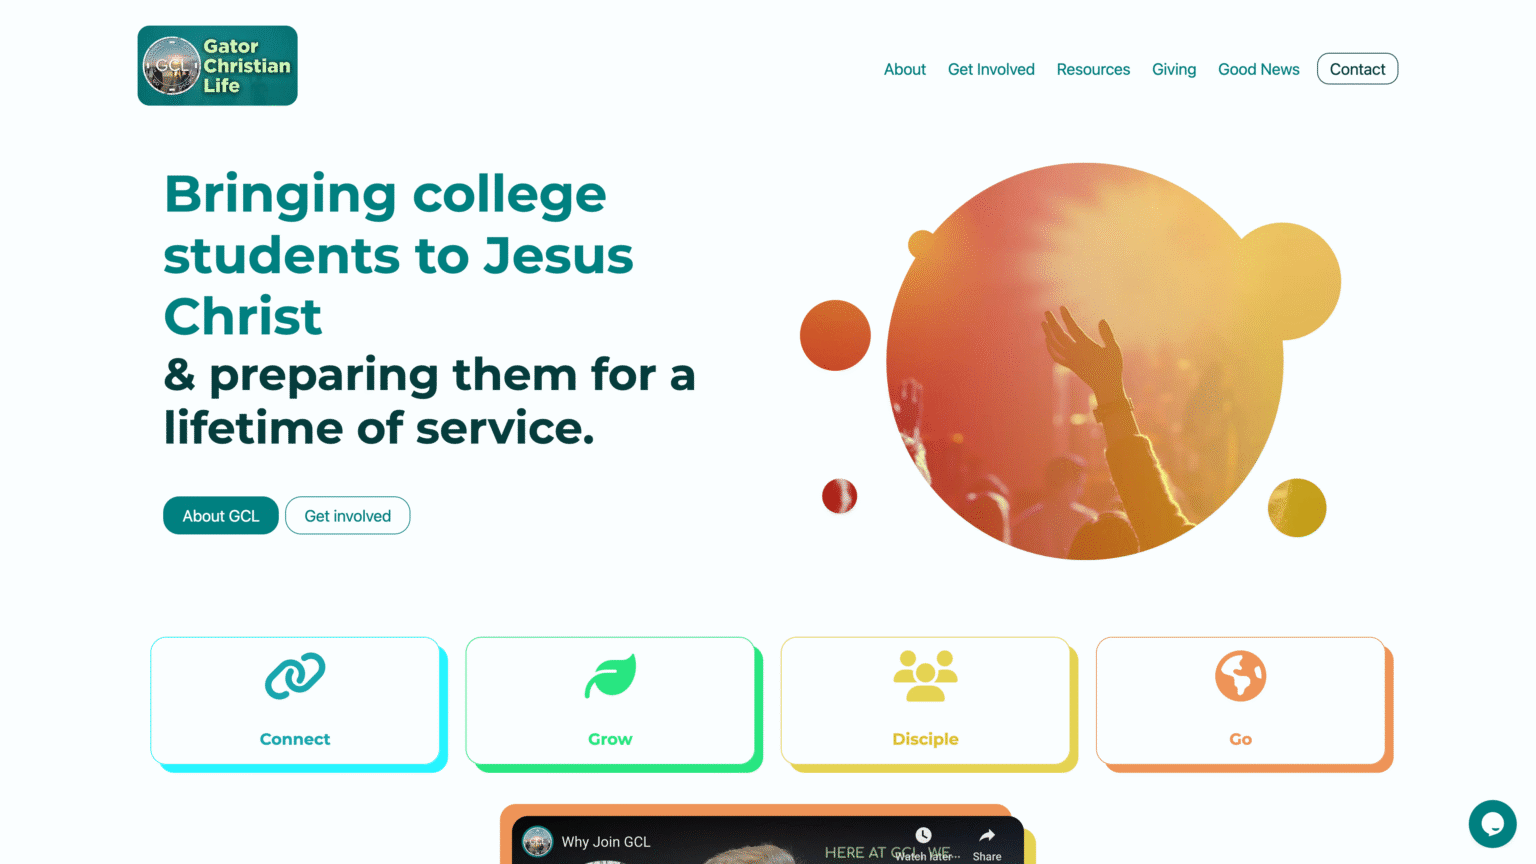 GCL
Gator
Christian
Life
About
Get Involved
Resources
Giving
Good News
Contact
Bringing college
students to Jesus
Christ
& preparing them for a
lifetime of service.
About GCL
Get involved
Connect
Grow
Disciple
Go
Why Join GCL
HERE AT GCL, WE
Watch later
Share